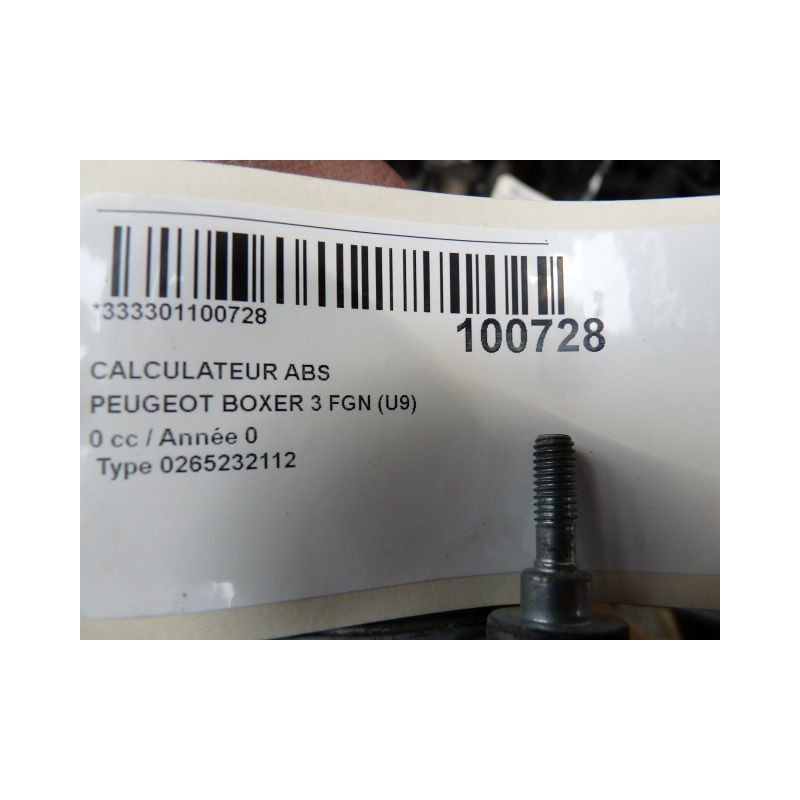 *333301100728
100728
CALCULATEUR ABS
PEUGEOT BOXER 3 FGN (U9)
0 cc / Année 0
Type 0265232112